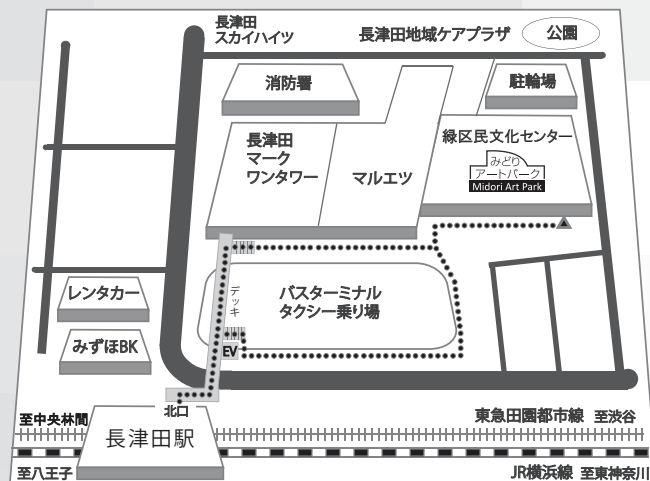 長津田
スカイハイツ
長津田地域ケアプラザ
公園
消防署
駐輪場
長津田
マーク
ワンタワー
マルエツ
緑区民文化センター
みどり
アートパーク
Midori Art Park
レンタカー
みずほBK
デッキ
バスターミナル
タクシー乗り場
EV
北口
至中央林間
長津田駅
東急田園都市線 至渋谷
至八王子
JR横浜線 至東神奈川